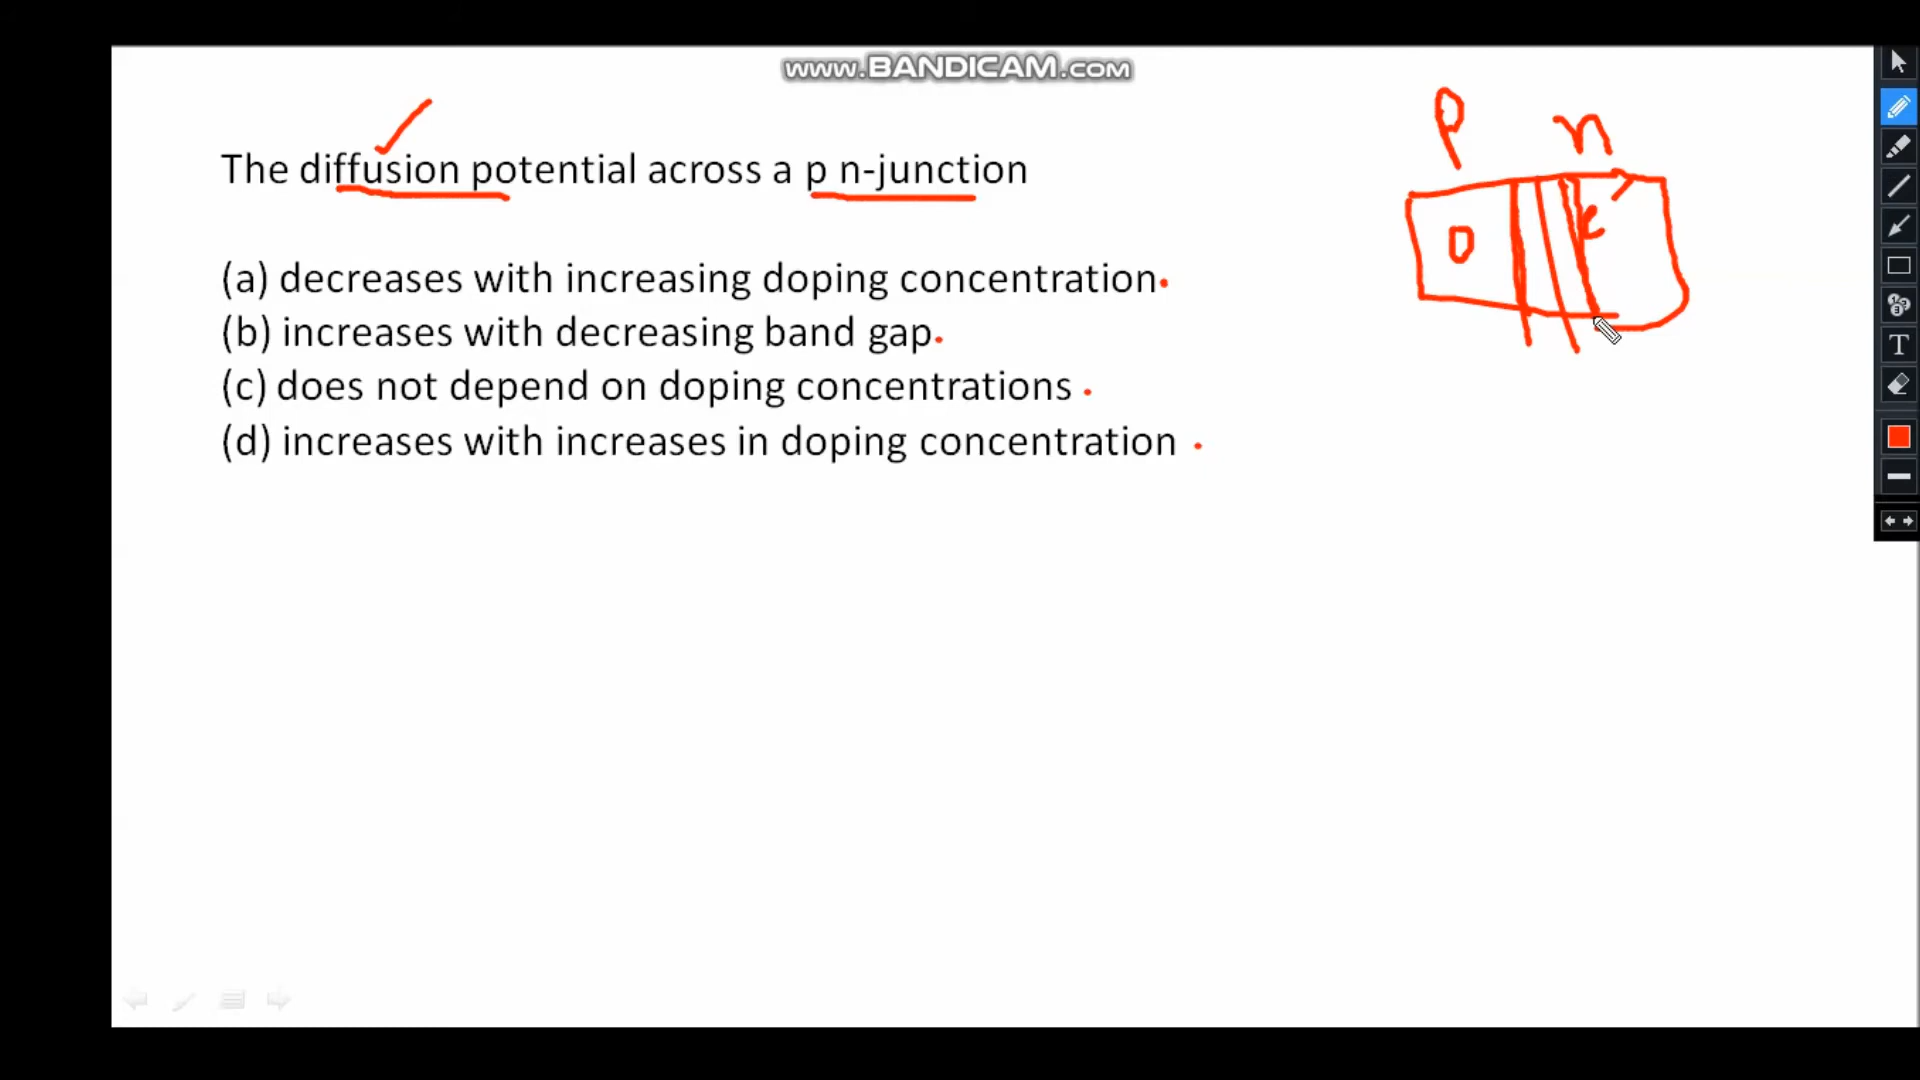 www.BANDICAM.com
The diffusion potential across a p n-junction
(a) decreases with increasing doping concentration
(b) increases with decreasing band gap
(c) does not depend on doping concentrations
(d) increases with increases in doping concentration
P n
0 e
T